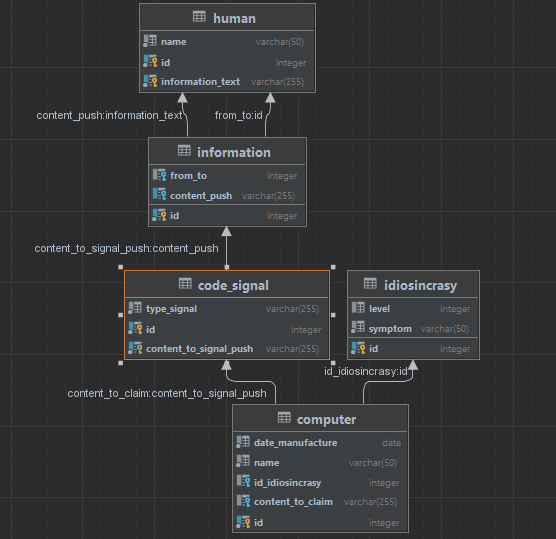 human
name varchar(50)
id integer
information_text varchar(255)
content_push:information_text from_to:id
information
from_to integer
content_push varchar(255)
id integer
content_to_signal_push:content_push
code_signal
type_signal varchar(255)
id integer
content_to_signal_push varchar(255)
idiosincrasy
level integer
symptom varchar(50)
id integer
id_idiosincrasy:id
content_to_claim:content_to_signal_push
computer
date_manufacture date
name varchar(50)
id_idiosincrasy integer
content_to_claim varchar(255)
id integer